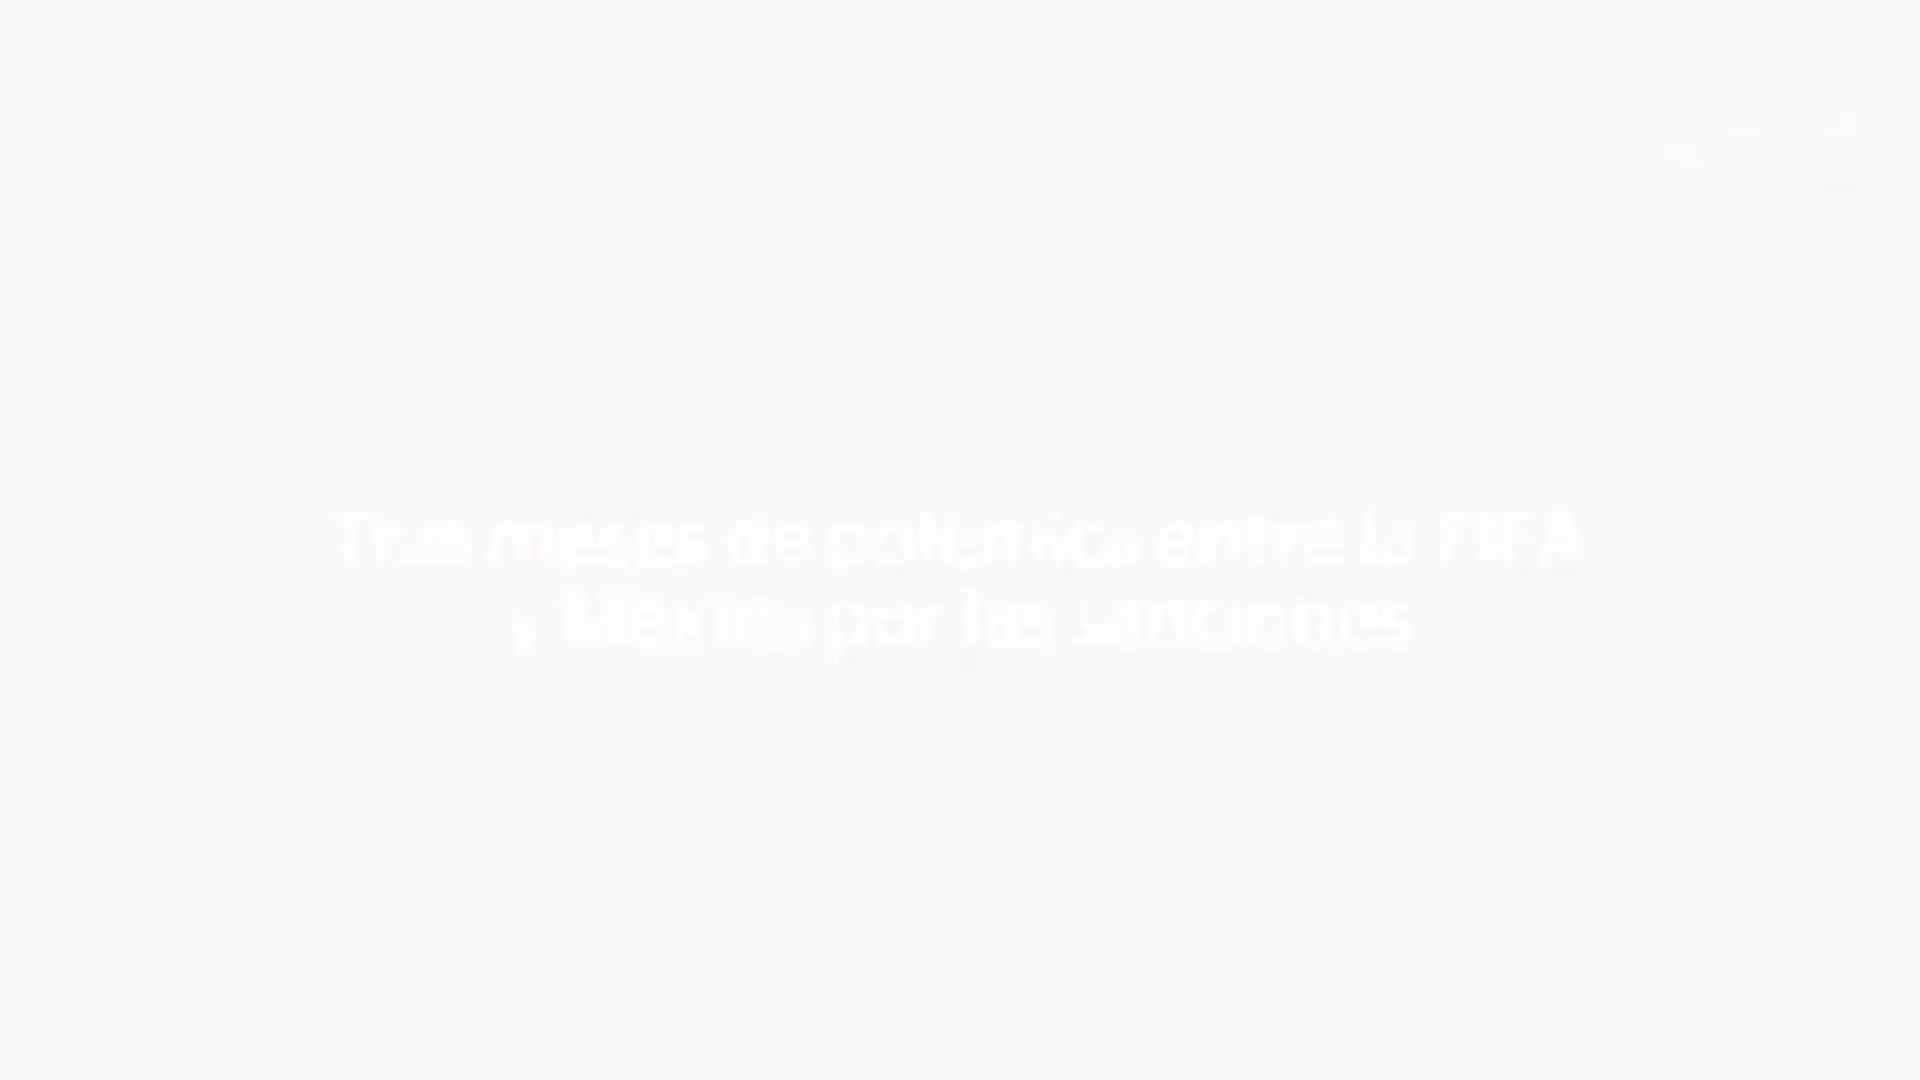 Tras meses de polémica entre la FIFA
y México por las sanciones